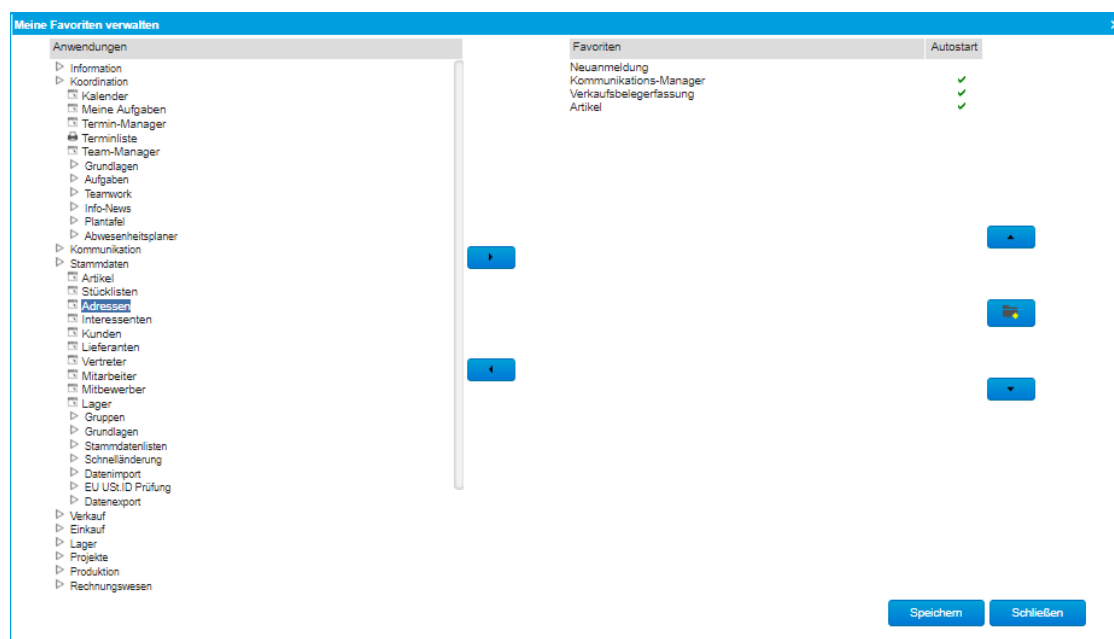 Meine Favoriten verwalten
Anwendungen
Information
Koordination
Kalender
Meine Aufgaben
Termin-Manager
Terminliste
Team-Manager
Grundlagen
Aufgaben
Teamwork
Info-News
Plantafel
Abwesenheitsplaner
Kommunikation
Stammdaten
Artikel
Stücklisten
Adressen
Interessenten
Kunden
Lieferanten
Vertreter
Mitarbeiter
Mitbewerber
Lager
Gruppen
Grundlagen
Stammdatenlisten
Schnelländerung
Datenimport
EU USt.ID Prüfung
Datenexport
Verkauf
Einkauf
Lager
Projekte
Produktion
Rechnungswesen
Favoriten Autostart
Neuanmeldung
Kommunikations-Manager
Verkaufsbelegerfassung
Artikel
Speichern Schließen